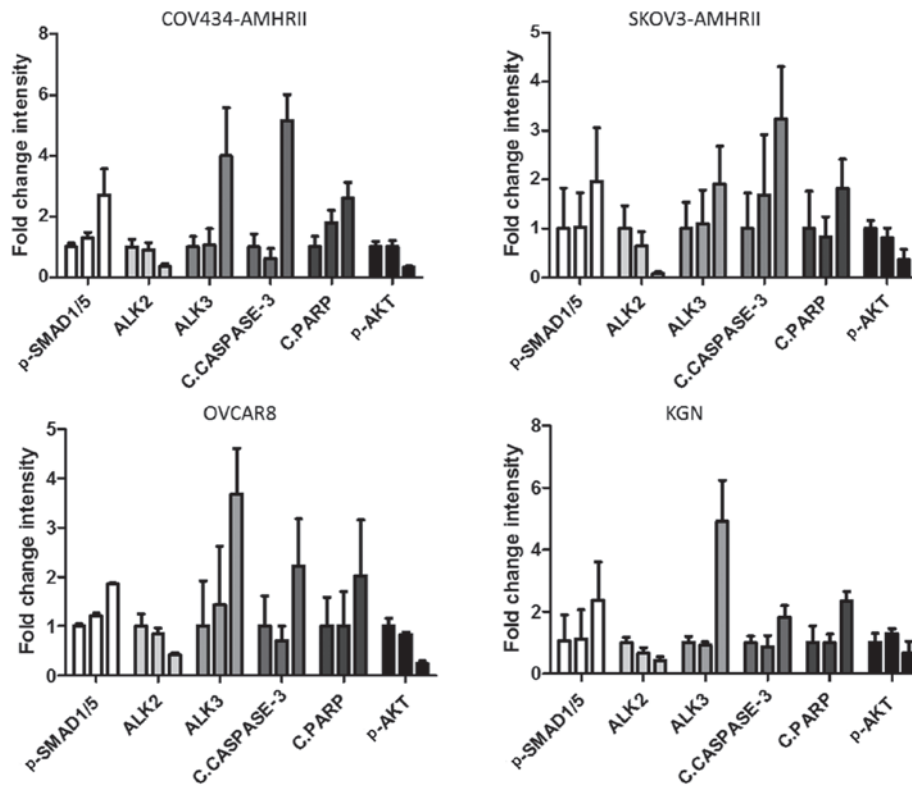 COV434-AMHRII
Fold change intensity
8
6
4
2
0
p-SMAD1/5
ALK2
ALK3
C.CASPASE-3
C.PARP
p-AKT
SKOV3-AMHRII
Fold change intensity
5
4
3
2
1
0
p-SMAD1/5
ALK2
ALK3
C.CASPASE-3
C.PARP
p-AKT
OVCAR8
Fold change intensity
5
4
3
2
1
0
p-SMAD1/5
ALK2
ALK3
C.CASPASE-3
C.PARP
p-AKT
KGN
Fold change intensity
8
6
4
2
0
p-SMAD1/5
ALK2
ALK3
C.CASPASE-3
C.PARP
p-AKT